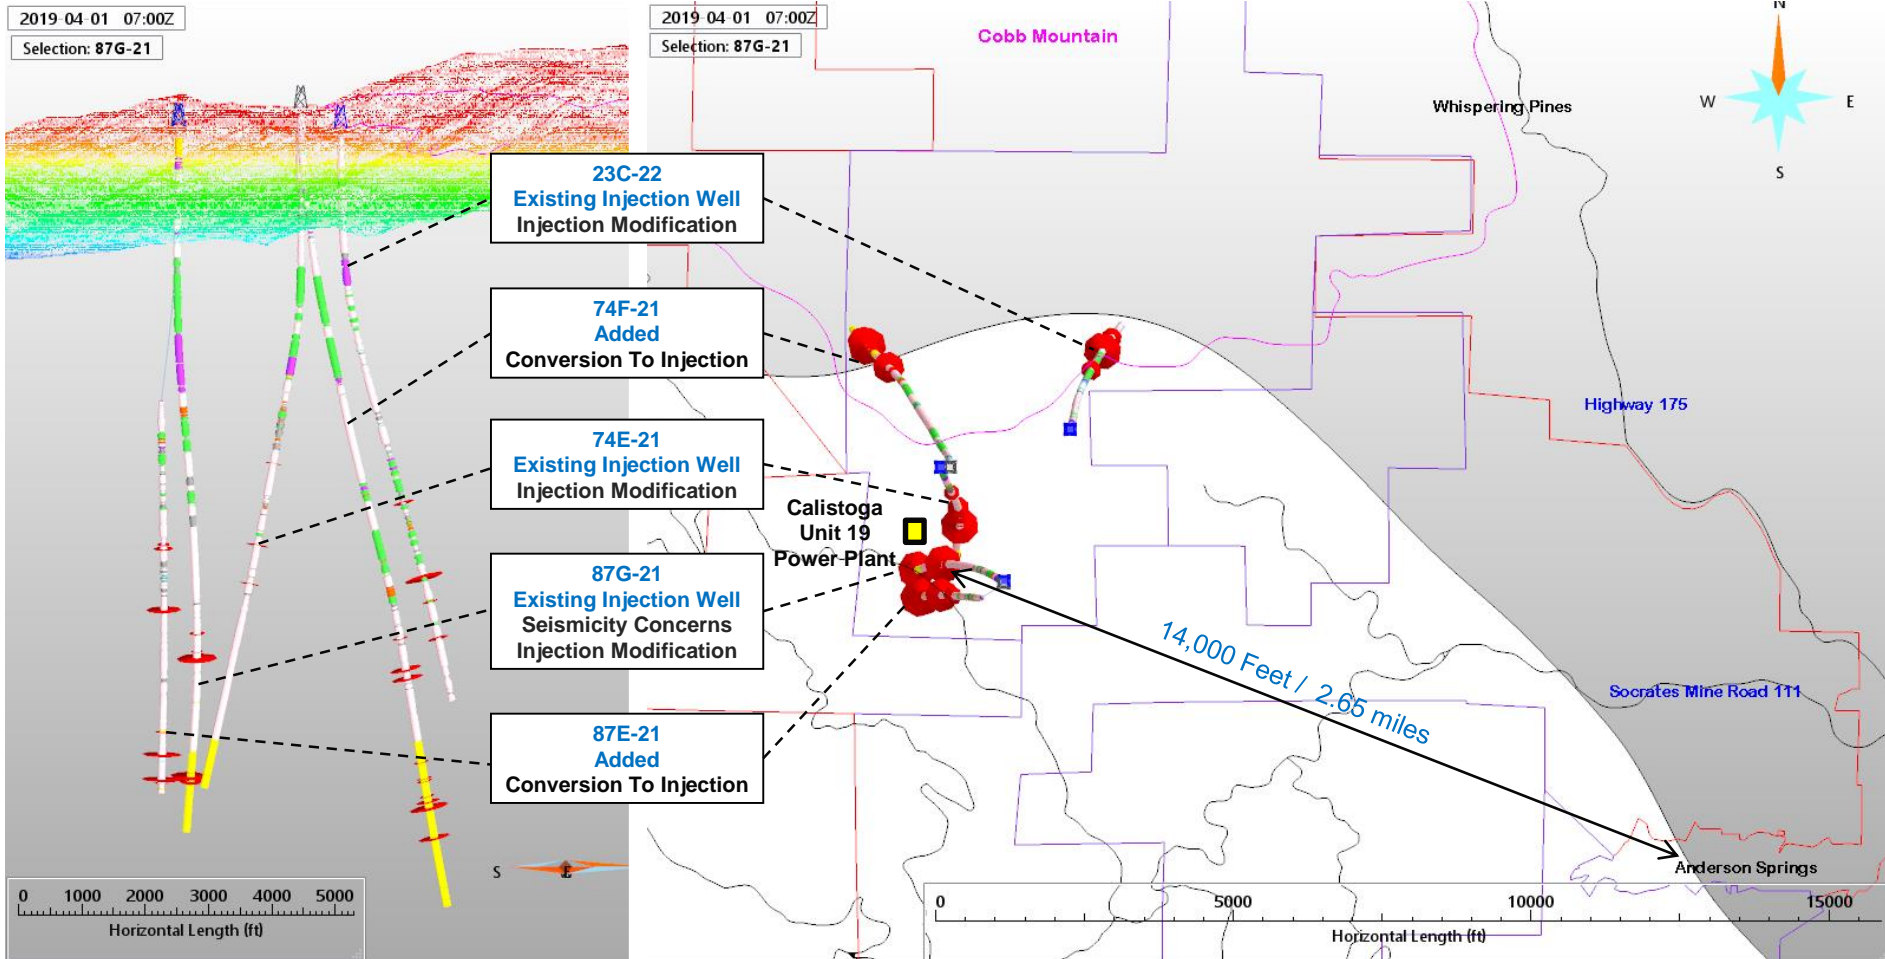 2019-04-01 07:00Z
Selection: 87G-21
2019-04-01 07:00Z
Selection: 87G-21
Cobb Mountain
N
W
E
S
Whispering Pines
23C-22
Existing Injection Well
Injection Modification
74F-21
Added
Conversion To Injection
74E-21
Existing Injection Well
Injection Modification
87G-21
Existing Injection Well
Seismicity Concerns
Injection Modification
87E-21
Added
Conversion To Injection
Calistoga
Unit 19
Power Plant
Highway 175
14,000 Feet / 2.65 miles
Socrates Mine Road 111
Anderson Springs
S
0 1000 2000 3000 4000 5000
Horizontal Length (ft)
0 5000 10000 15000
Horizontal Length (ft)